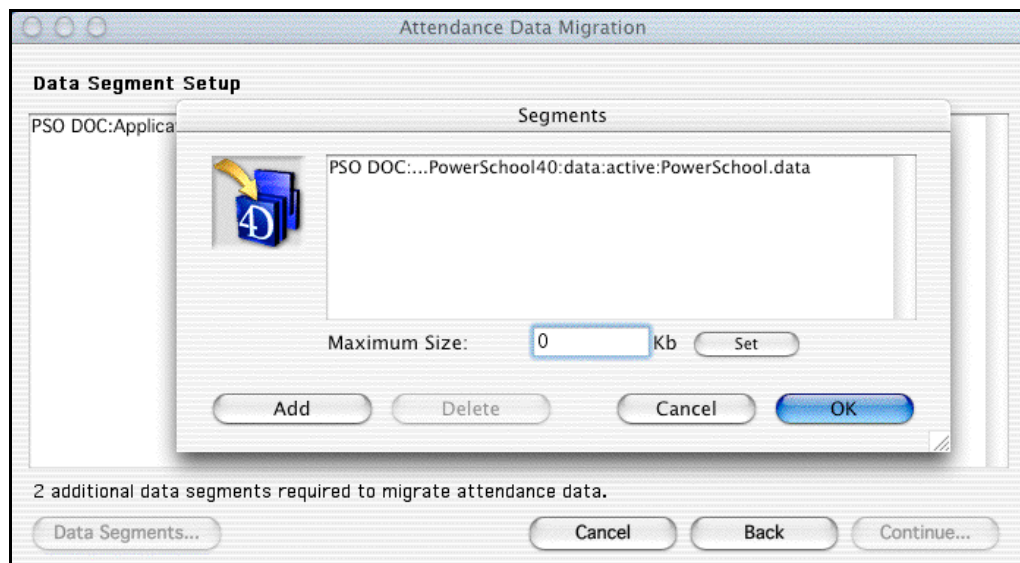 Attendance Data Migration
Data Segment Setup
PSO DOC:Applica
Segments
4D
PSO DOC:...PowerSchool40:data:active:PowerSchool.data
Maximum Size: 0 Kb Set
Add Delete Cancel OK
2 additional data segments required to migrate attendance data.
Data Segments... Cancel Back Continue...